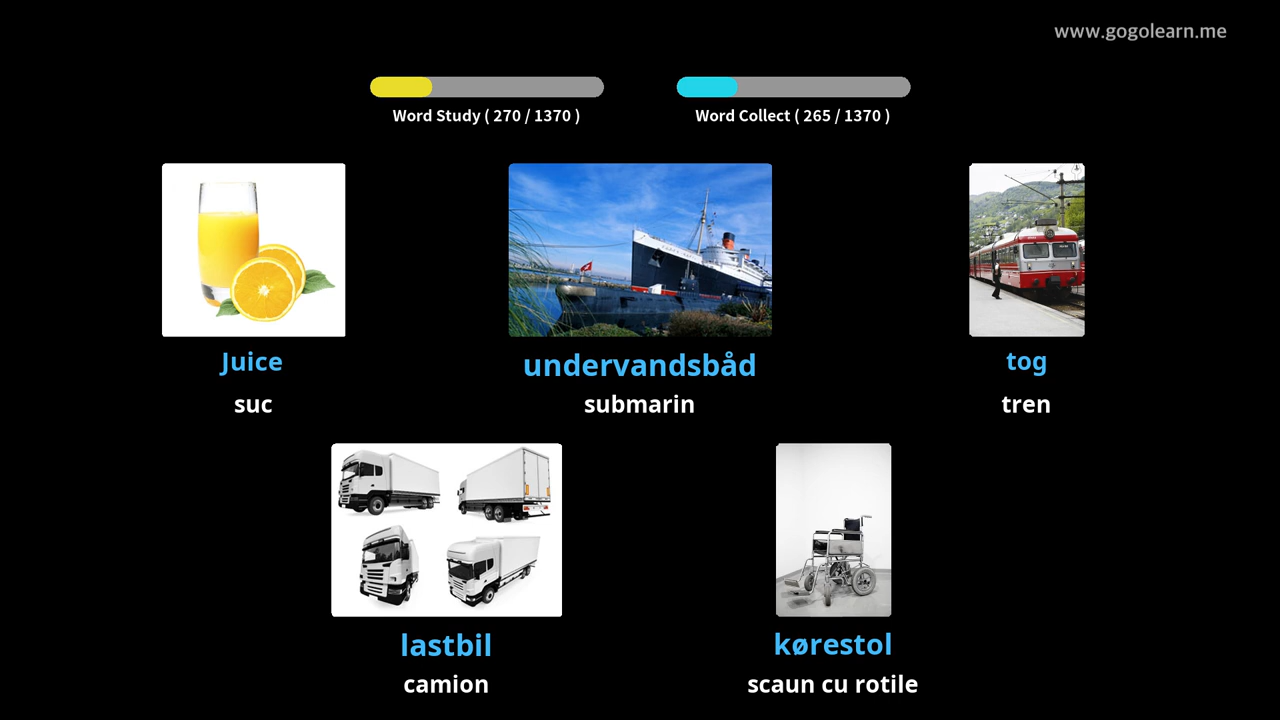 www.gogolearn.me
Word Study ( 270 / 1370 )
Word Collect ( 265 / 1370 )
Juice
suc
undervandsbåd
submarin
tog
tren
lastbil
camion
kørestol
scaun cu rotile